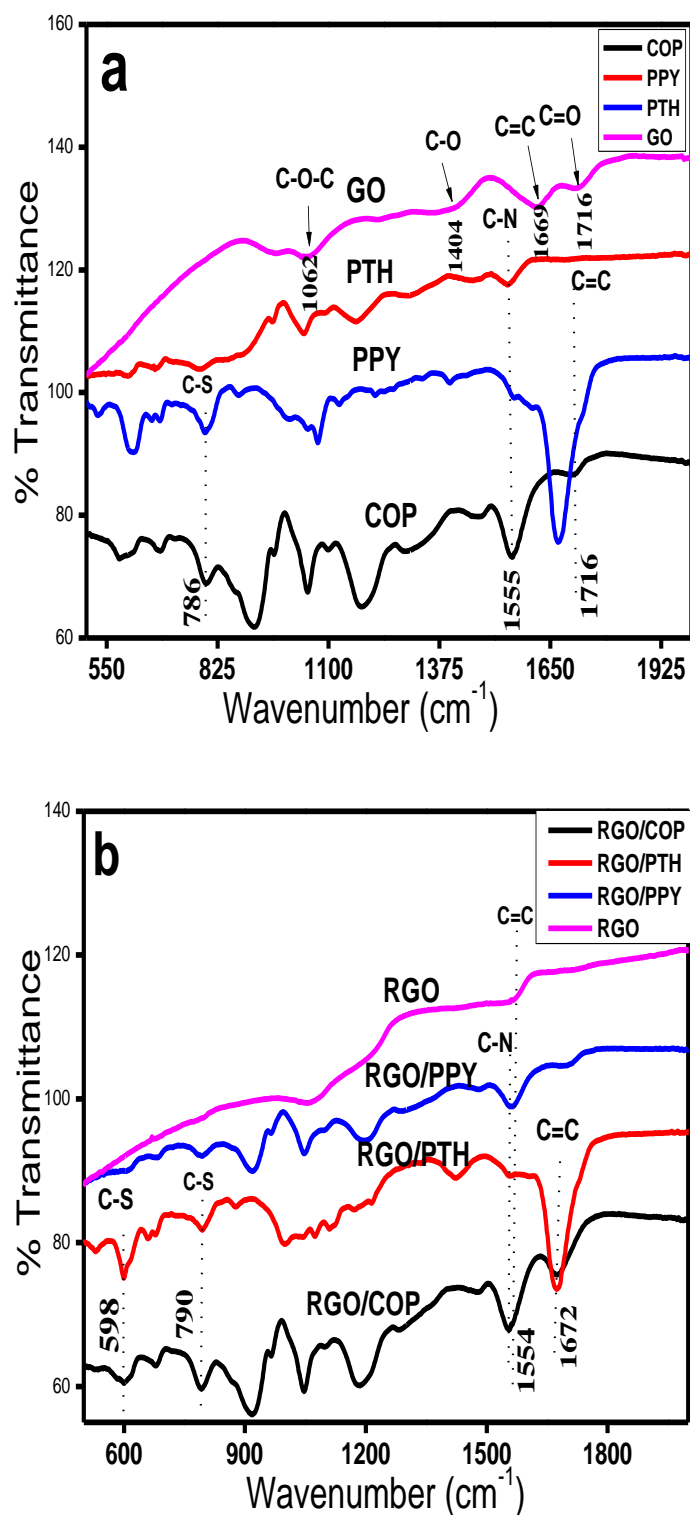 a
COP
PPY
PTH
GO
160
140
120
100
80
60
% Transmittance
C=O
C=C
C-O
C-O-C
GO
C-N
1062
1404
1669
1716
PTH
C=C
PPY
C-S
COP
786
1555
1716
550 825 1100 1375 1650 1925
Wavenumber (cm-1)
b
RGO/COP
RGO/PTH
RGO/PPY
RGO
140
120
100
80
60
% Transmittance
C=C
RGO
C-N
RGO/PPY
C=C
RGO/PTH
C-S
C-S
RGO/COP
598
790
1554
1672
600 900 1200 1500 1800
Wavenumber (cm-1)